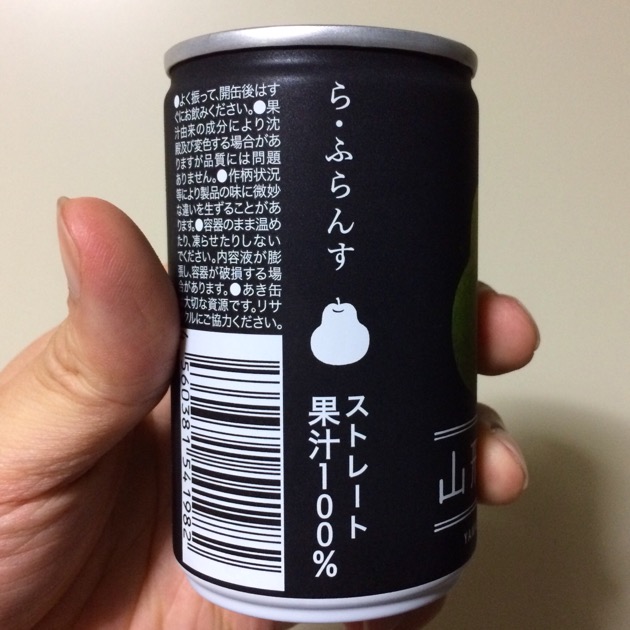 ●よく振って、開缶後はす
ぐにお飲みください。●果
汁由来の成分により沈
殿及び変色する場合があ
りますが品質には問題
ありません。●作柄状況
等により製品の味に微妙
な違いを生ずることがあ
ります。●容器のまま温め
たり、凍らせたりしない
でください。内容液が膨
張し、容器が破損する場
合があります。●あき缶
大切な資源です。リサ
クルにご協力ください。
ら・ふらんす
ストレート
果汁100%
560381 541982
山
YAM